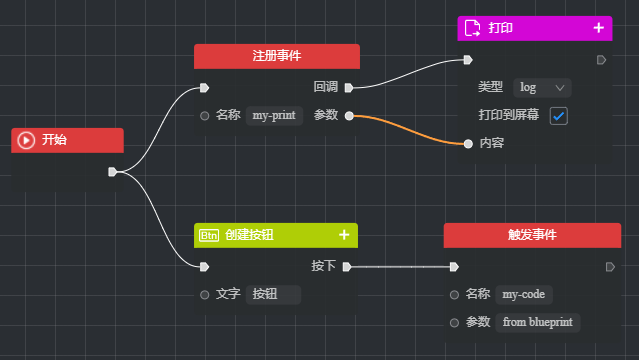 打印
类型 log
打印到屏幕
内容
注册事件
回调
名称 my-print 参数
开始
Btn 创建按钮
按下
文字 按钮
触发事件
名称 my-code
参数 from blueprint